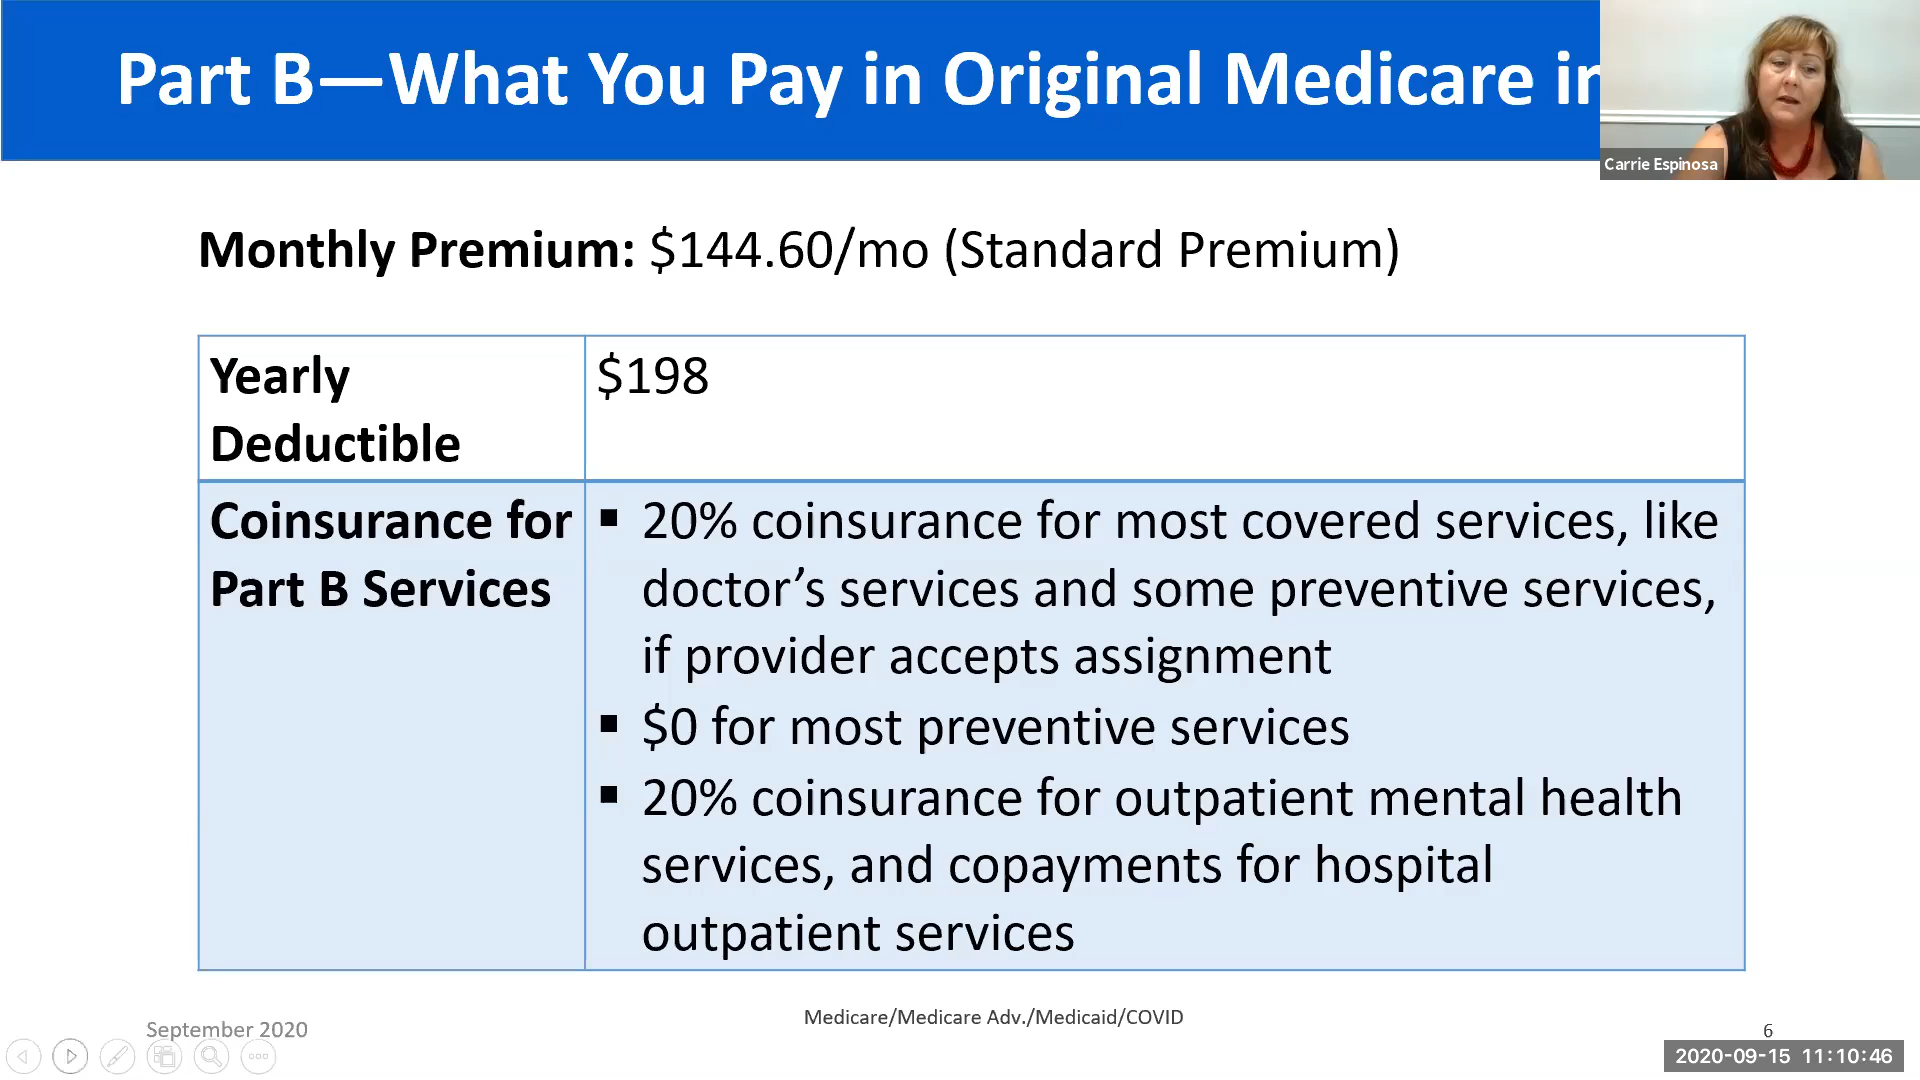 Part B—What You Pay in Original Medicare in
Carrie Espinosa
Monthly Premium: $144.60/mo (Standard Premium)
Yearly
Deductible
$198
Coinsurance for
Part B Services
▪ 20% coinsurance for most covered services, like
doctor’s services and some preventive services,
if provider accepts assignment
▪ $0 for most preventive services
▪ 20% coinsurance for outpatient mental health
services, and copayments for hospital
outpatient services
September 2020
Medicare/Medicare Adv./Medicaid/COVID
6
2020-09-15 11:10:46